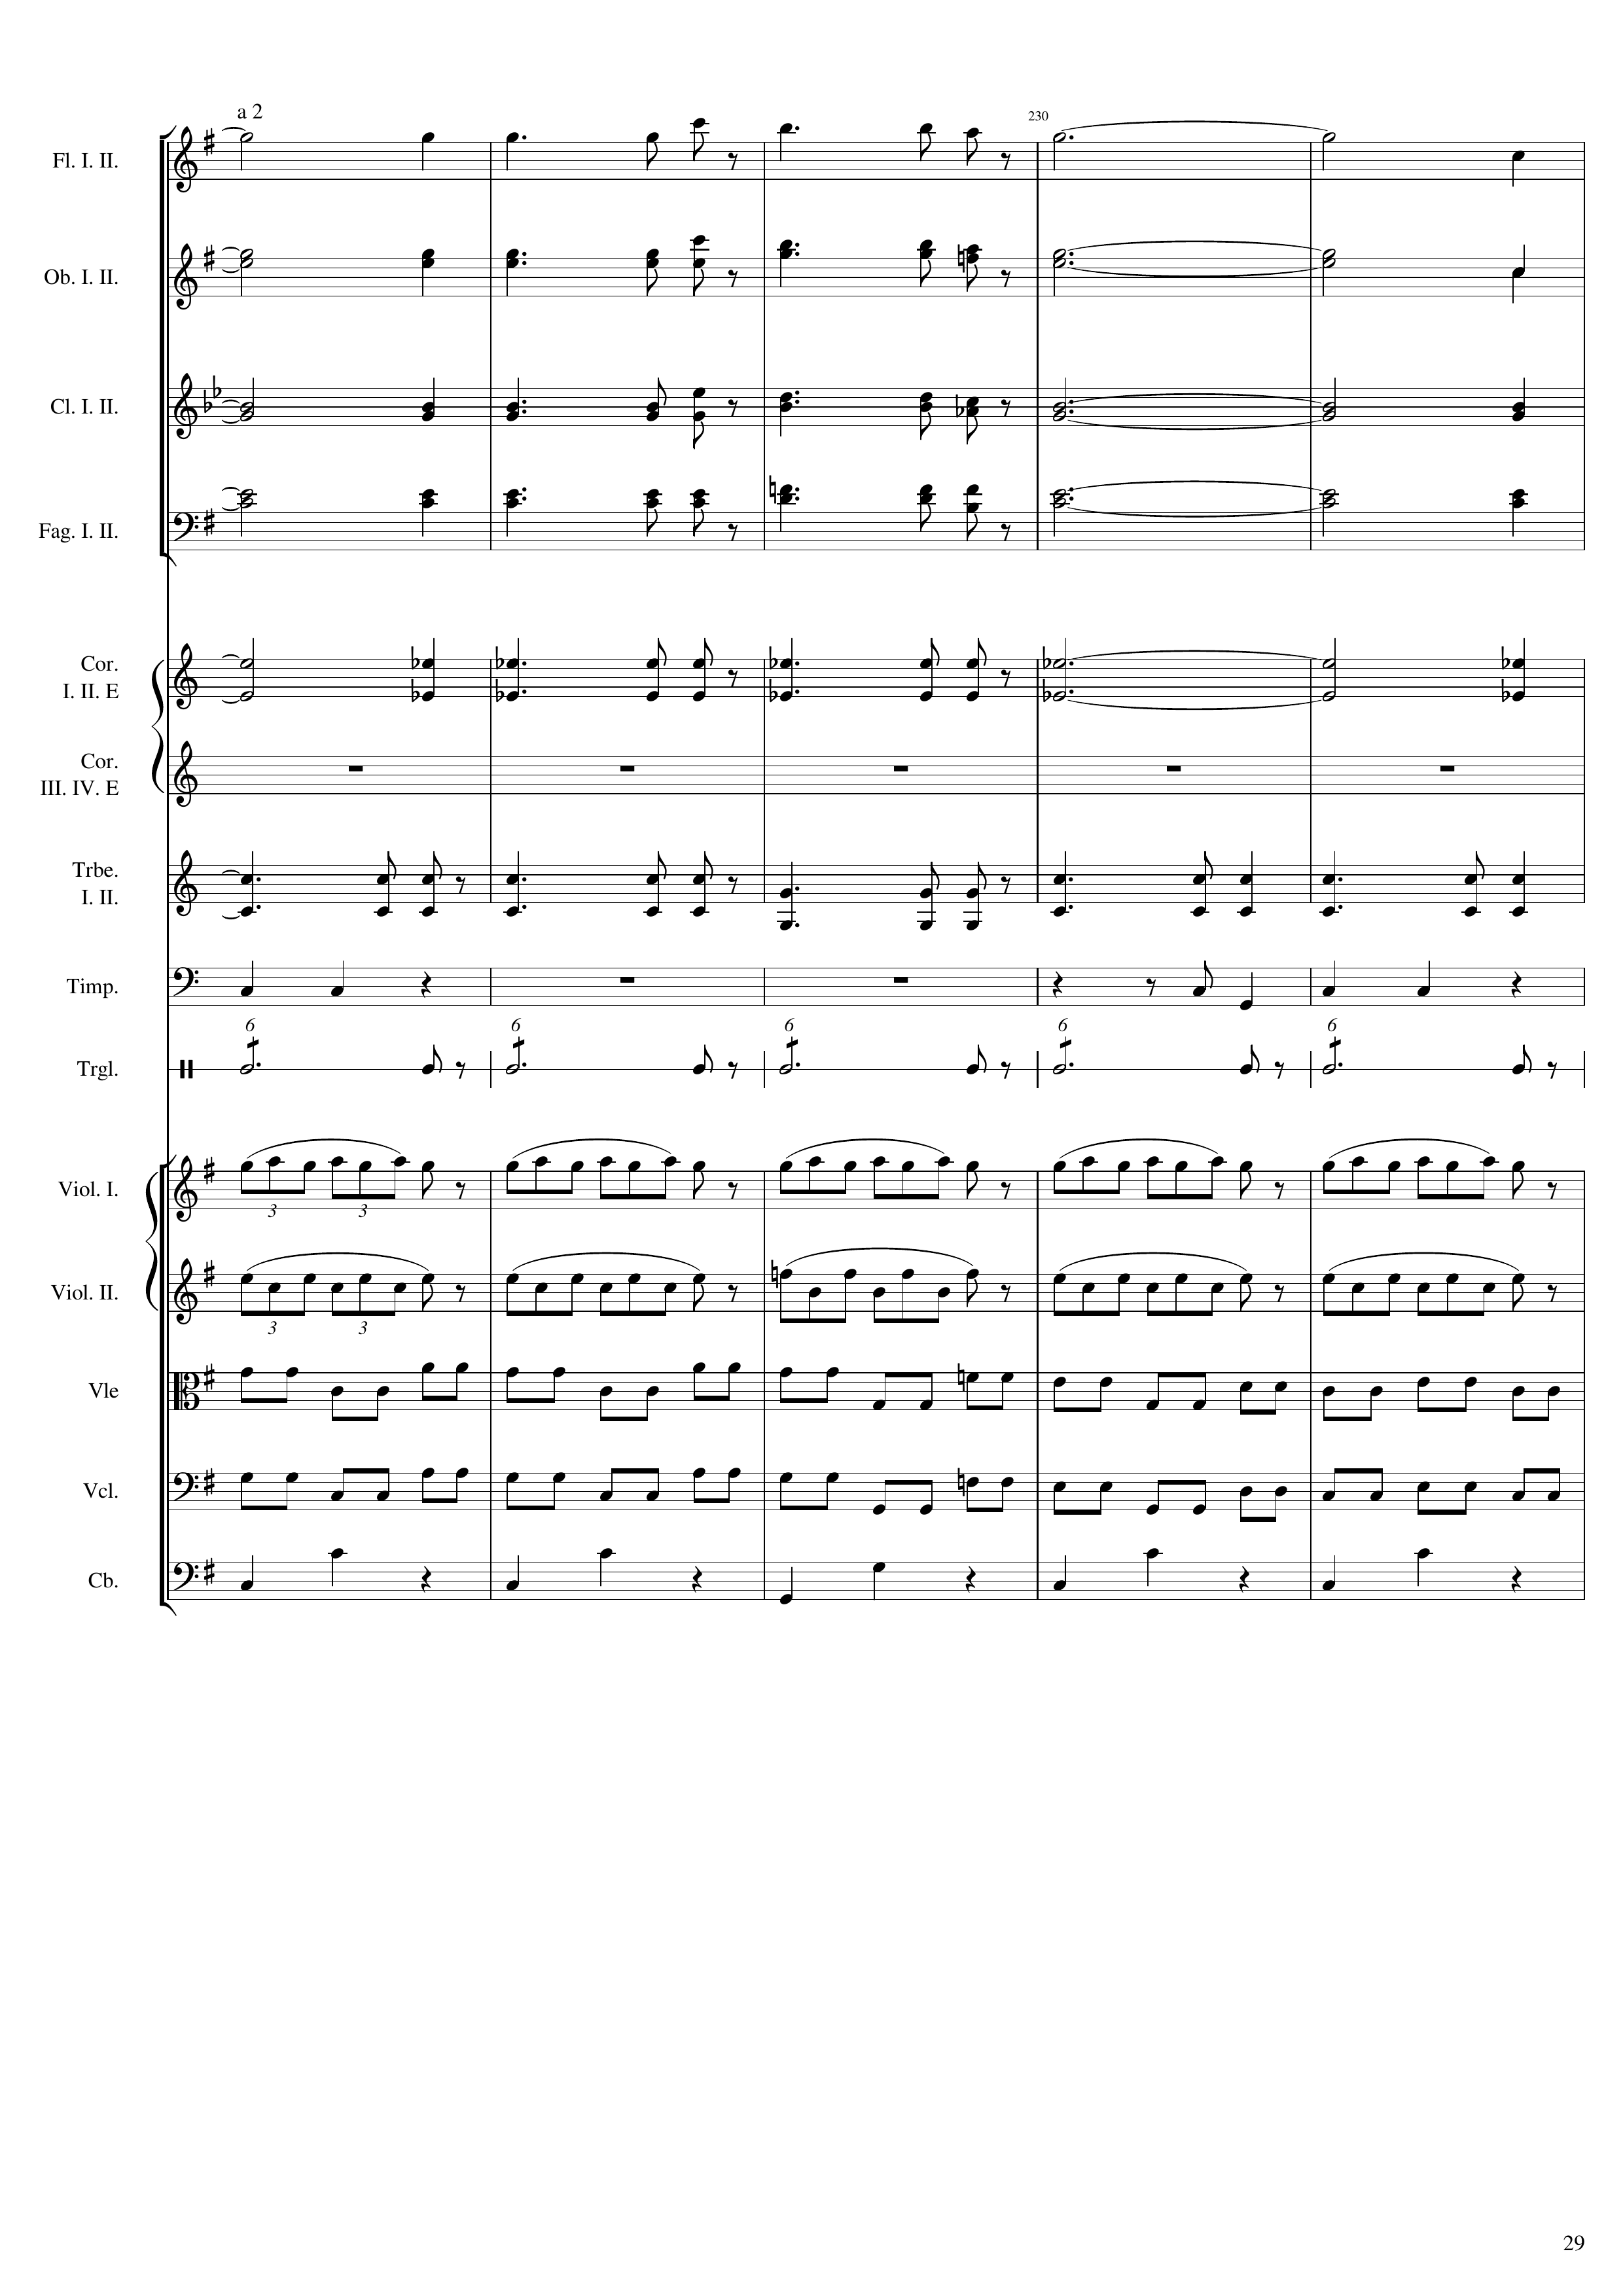 a 2
230
Fl. I. II.
Ob. I. II.
Cl. I. II.
Fag. I. II.
Cor.
I. II. E
Cor.
III. IV. E
Trbe.
I. II.
Timp.
6 6 6 6 6
Trgl.
Viol. I.
3 3
Viol. II.
3 3
Vle
Vcl.
Cb.
29